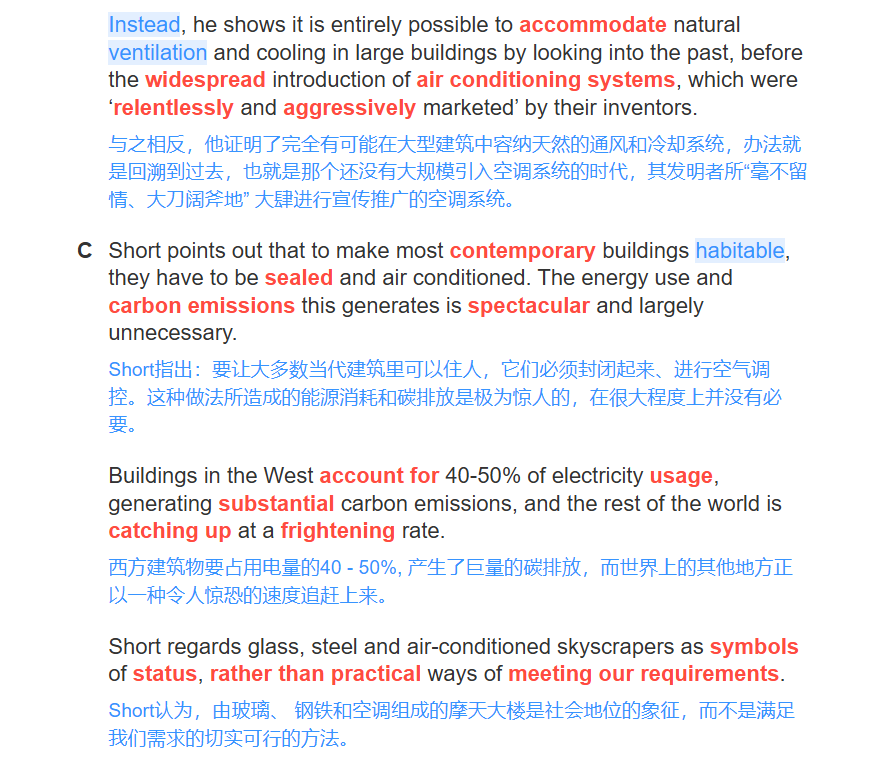 Instead, he shows it is entirely possible to accommodate natural
ventilation and cooling in large buildings by looking into the past, before
the widespread introduction of air conditioning systems, which were
‘relentlessly and aggressively marketed’ by their inventors.
与之相反，他证明了完全有可能在大型建筑中容纳天然的通风和冷却系统，办法就
是回溯到过去，也就是那个还没有大规模引入空调系统的时代，其发明者所“毫不留
情、大刀阔斧地” 大肆进行宣传推广的空调系统。
C Short points out that to make most contemporary buildings habitable,
they have to be sealed and air conditioned. The energy use and
carbon emissions this generates is spectacular and largely
unnecessary.
Short指出：要让大多数当代建筑里可以住人，它们必须封闭起来、进行空气调
控。这种做法所造成的能源消耗和碳排放是极为惊人的，在很大程度上并没有必
要。
Buildings in the West account for 40-50% of electricity usage,
generating substantial carbon emissions, and the rest of the world is
catching up at a frightening rate.
西方建筑物要占用电量的40 - 50%, 产生了巨量的碳排放，而世界上的其他地方正
以一种令人惊恐的速度追赶上来。
Short regards glass, steel and air-conditioned skyscrapers as symbols
of status, rather than practical ways of meeting our requirements.
Short认为，由玻璃、 钢铁和空调组成的摩天大楼是社会地位的象征，而不是满足
我们需求的切实可行的方法。